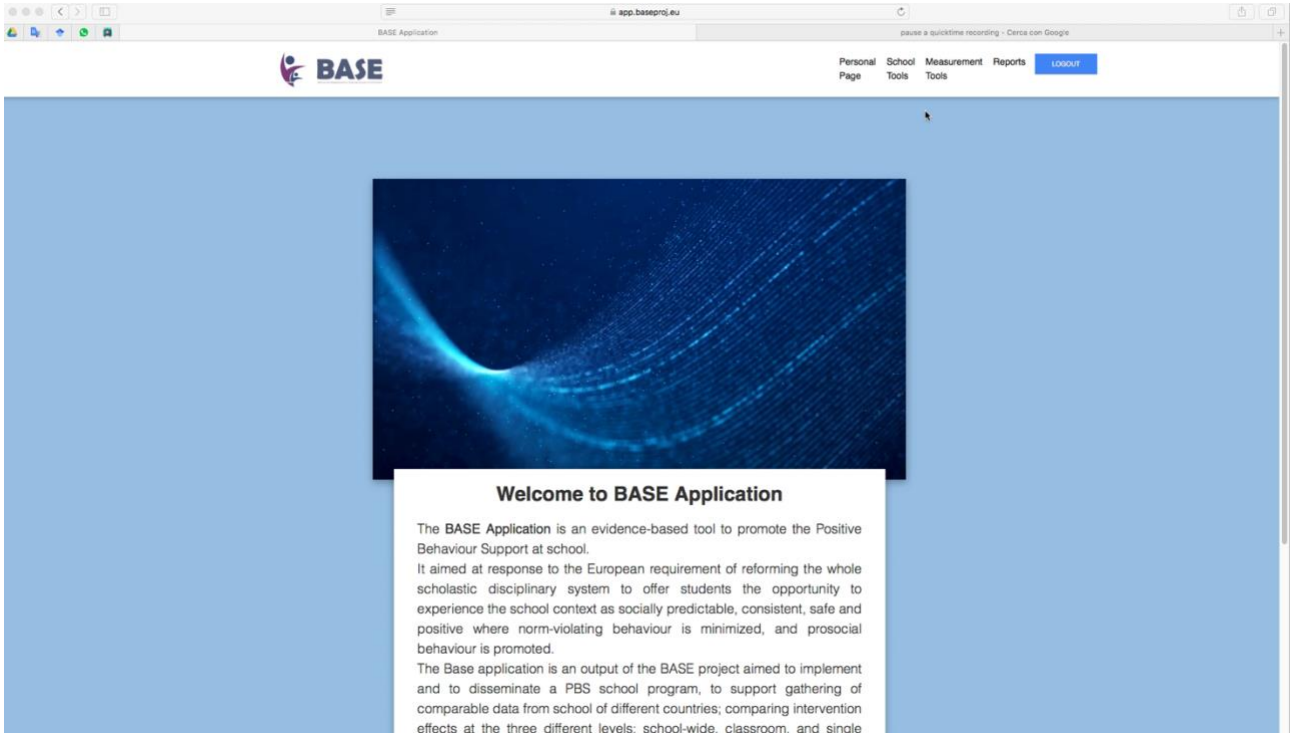 app.baseproj.eu
BASE Application
pause a quicktime recording - Cerca con Google
BASE
Personal Page
School Tools
Measurement Tools
Reports
LOGOUT
Welcome to BASE Application
The BASE Application is an evidence-based tool to promote the Positive
Behaviour Support at school.
It aimed at response to the European requirement of reforming the whole
scholastic disciplinary system to offer students the opportunity to
experience the school context as socially predictable, consistent, safe and
positive where norm-violating behaviour is minimized, and prosocial
behaviour is promoted.
The Base application is an output of the BASE project aimed to implement
and to disseminate a PBS school program, to support gathering of
comparable data from school of different countries; comparing intervention
effects at the three different levels: school-wide, classroom, and single